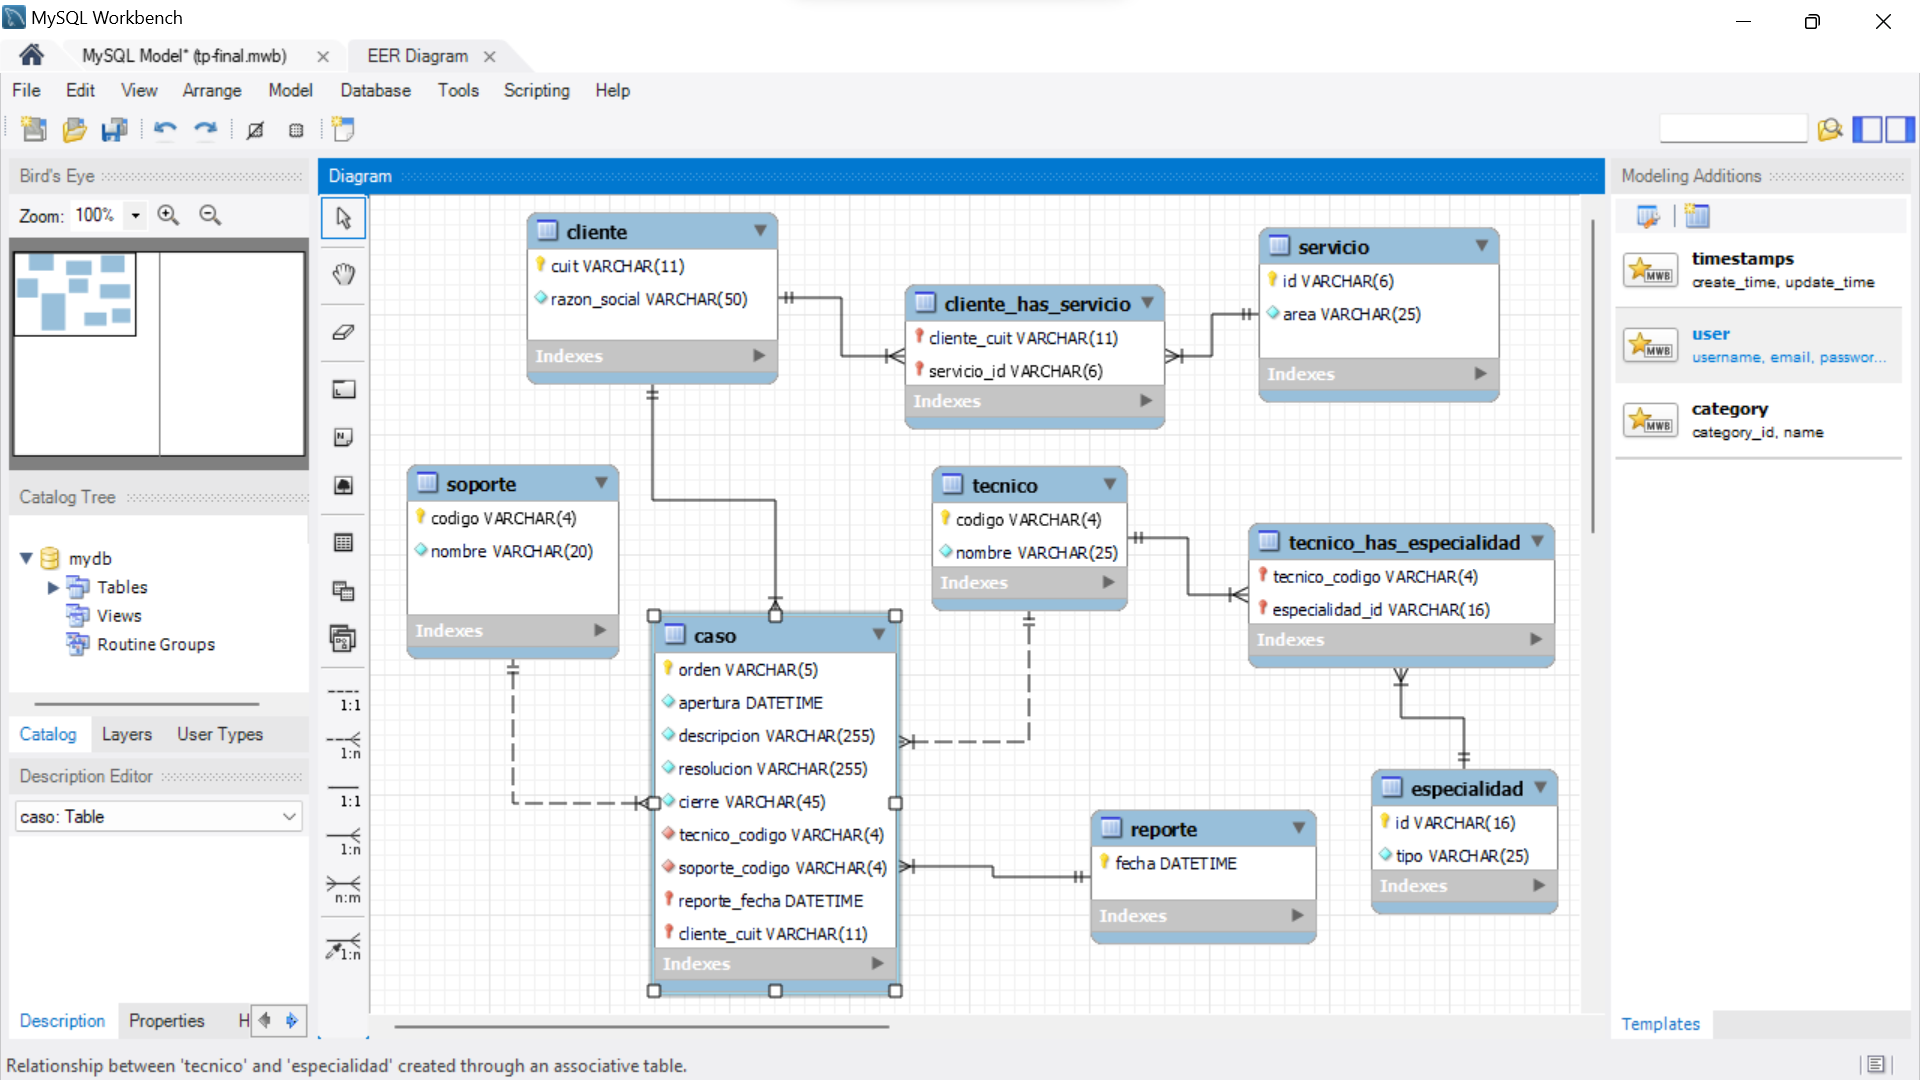 MySQL Workbench
MySQL Model* (tp-final.mwb)
EER Diagram
File Edit View Arrange Model Database Tools Scripting Help
Bird's Eye
Zoom: 100%
Catalog Tree
mydb
Tables
Views
Routine Groups
Catalog Layers User Types
Description Editor
caso: Table
Description Properties H
Diagram
1:1
1:n
1:1
1:n
n:m
1:n
cliente
cuit VARCHAR(11)
razon_social VARCHAR(50)
Indexes
cliente_has_servicio
cliente_cuit VARCHAR(11)
servicio_id VARCHAR(6)
Indexes
servicio
id VARCHAR(6)
area VARCHAR(25)
Indexes
soporte
codigo VARCHAR(4)
nombre VARCHAR(20)
Indexes
tecnico
codigo VARCHAR(4)
nombre VARCHAR(25)
Indexes
tecnico_has_especialidad
tecnico_codigo VARCHAR(4)
especialidad_id VARCHAR(16)
Indexes
caso
orden VARCHAR(5)
apertura DATETIME
descripcion VARCHAR(255)
resolucion VARCHAR(255)
cierre VARCHAR(45)
tecnico_codigo VARCHAR(4)
soporte_codigo VARCHAR(4)
reporte_fecha DATETIME
cliente_cuit VARCHAR(11)
Indexes
reporte
fecha DATETIME
Indexes
especialidad
id VARCHAR(16)
tipo VARCHAR(25)
Indexes
Modeling Additions
MWB
timestamps
create_time, update_time
MWB
user
username, email, passwor...
MWB
category
category_id, name
Templates
Relationship between 'tecnico' and 'especialidad' created through an associative table.